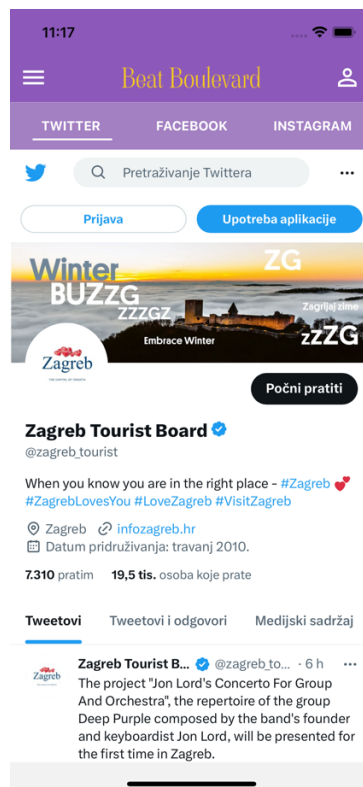 11:17
Beat Boulevard
TWITTER FACEBOOK INSTAGRAM
Pretraživanje Twittera
Prijava Upotreba aplikacije
Winter
BUZZG
ZZZGZ
ZG
Zagrijaj zime
zzZG
Embrace Winter
Zagreb
Počni pratiti
Zagreb Tourist Board
@zagreb_tourist
When you know you are in the right place - #Zagreb 💕
#ZagrebLovesYou #LoveZagreb #VisitZagreb
Zagreb infozagreb.hr
Datum pridruživanja: travanj 2010.
7.310 pratim 19,5 tis. osoba koje prate
Tweetovi Tweetovi i odgovori Medijski sadržaj
Zagreb
Zagreb Tourist B... @zagreb_to... · 6 h
The project "Jon Lord's Concerto For Group
And Orchestra", the repertoire of the group
Deep Purple composed by the band's founder
and keyboardist Jon Lord, will be presented for
the first time in Zagreb.